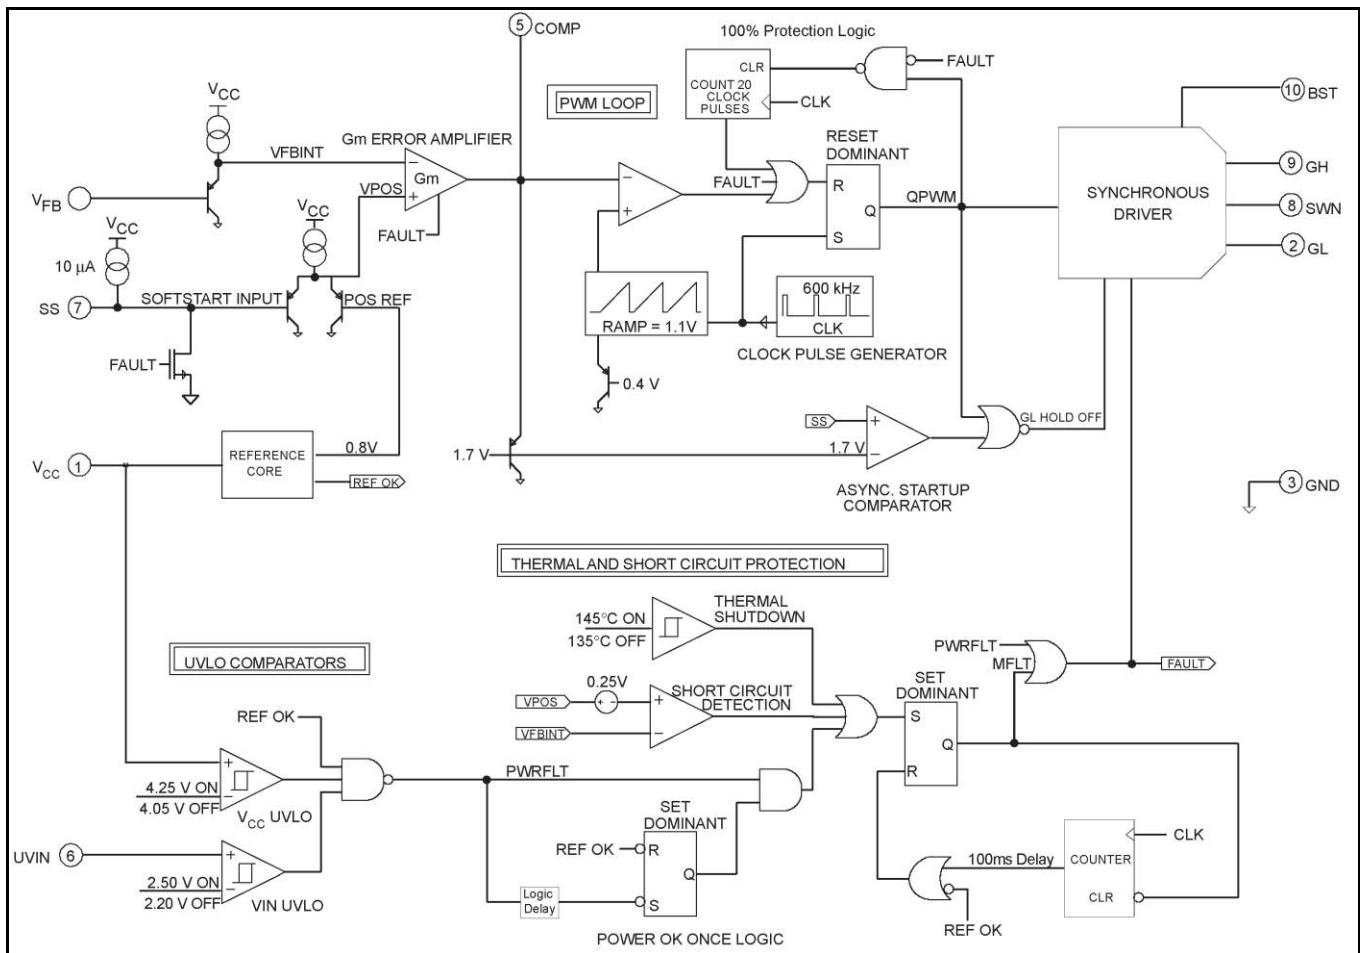 5 COMP
100% Protection Logic
CLR
COUNT 20
CLOCK
PULSES
CLK
FAULT
PWM LOOP
10 BST
VCC
Gm ERROR AMPLIFIER
VFBINT
−
Gm
+
VPOS
VFB
FAULT
RESET
DOMINANT
−
+
FAULT
R
Q
S
QPWM
SYNCHRONOUS
DRIVER
9 GH
8 SWN
2 GL
VCC
10 µA
VCC
SS 7
SOFTSTART INPUT
POS REF
FAULT
RAMP = 1.1V
600 kHz
CLK
CLOCK PULSE GENERATOR
0.4 V
SS
+
1.7 V
1.7 V
−
GL HOLD OFF
ASYNC. STARTUP
COMPARATOR
VCC 1
REFERENCE
CORE
0.8V
REF OK
3 GND
THERMAL AND SHORT CIRCUIT PROTECTION
145°C ON
135°C OFF
THERMAL
SHUTDOWN
UVLO COMPARATORS
VPOS
0.25V
+ -
+
VFBINT
−
SHORT CIRCUIT
DETECTION
SET
DOMINANT
S
Q
R
PWRFLT
MFLT
FAULT
REF OK
+
4.25 V ON
−
4.05 V OFF
VCC UVLO
PWRFLT
SET
DOMINANT
REF OK
R
Q
S
Logic
Delay
POWER OK ONCE LOGIC
UVIN 6
+
2.50 V ON
−
2.20 V OFF
VIN UVLO
100ms Delay
COUNTER
CLK
CLR
REF OK